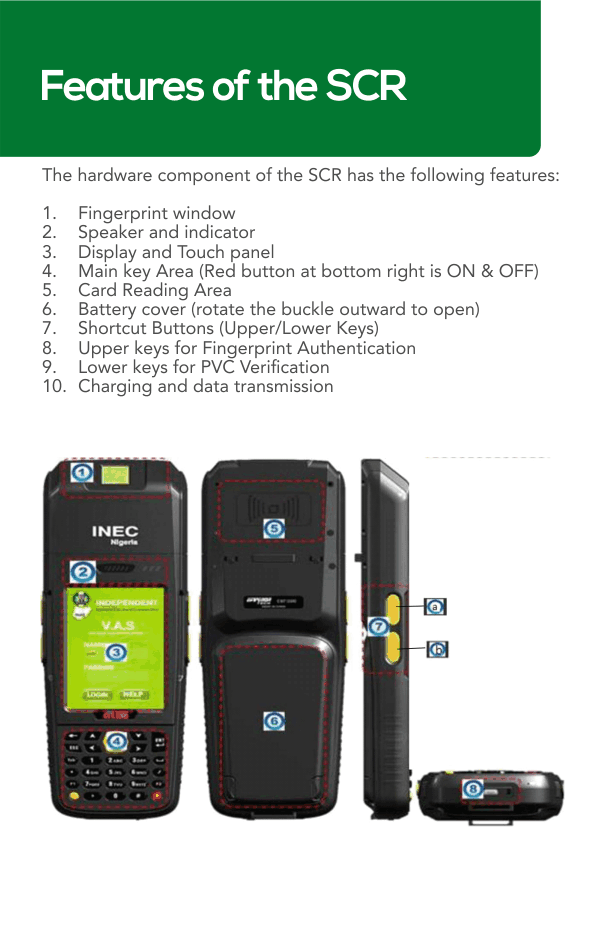 Features of the SCR
The hardware component of the SCR has the following features:
1. Fingerprint window
2. Speaker and indicator
3. Display and Touch panel
4. Main key Area (Red button at bottom right is ON & OFF)
5. Card Reading Area
6. Battery cover (rotate the buckle outward to open)
7. Shortcut Buttons (Upper/Lower Keys)
8. Upper keys for Fingerprint Authentication
9. Lower keys for PVC Verification
10. Charging and data transmission
1
INEC
Nigeria
2
INDEPENDENT
V.A.S
3
LOGIN HELP
4
5
6
7
a
b
8